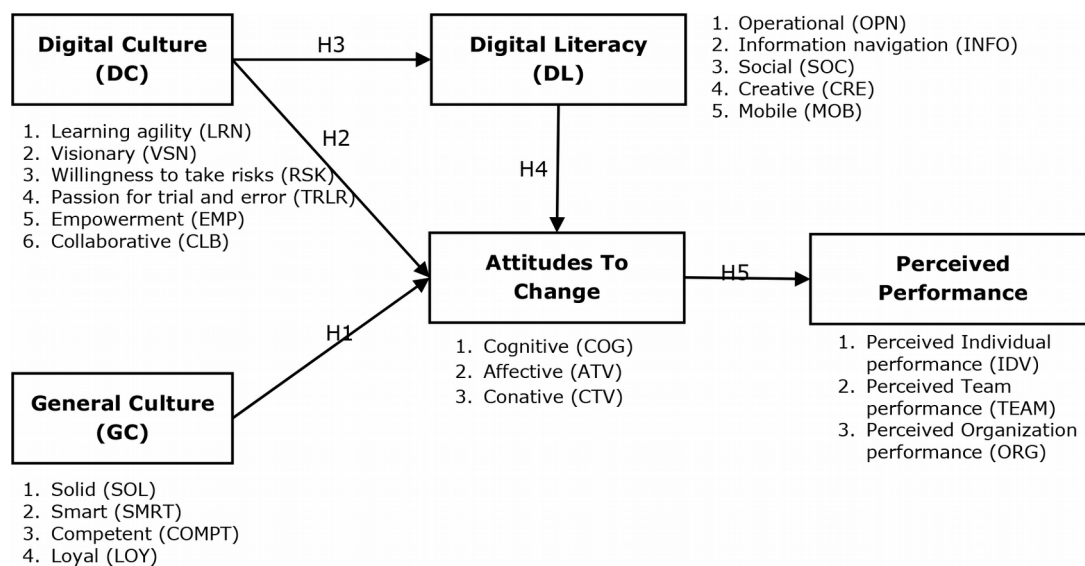 Digital Culture
(DC)
H3
Digital Literacy
(DL)
1. Operational (OPN)
2. Information navigation (INFO)
3. Social (SOC)
4. Creative (CRE)
5. Mobile (MOB)
1. Learning agility (LRN)
2. Visionary (VSN)
3. Willingness to take risks (RSK)
4. Passion for trial and error (TRLR)
5. Empowerment (EMP)
6. Collaborative (CLB)
H2
H4
Attitudes To
Change
H5
Perceived
Performance
H1
1. Cognitive (COG)
2. Affective (ATV)
3. Conative (CTV)
1. Perceived Individual
performance (IDV)
2. Perceived Team
performance (TEAM)
3. Perceived Organization
performance (ORG)
General Culture
(GC)
1. Solid (SOL)
2. Smart (SMRT)
3. Competent (COMPT)
4. Loyal (LOY)